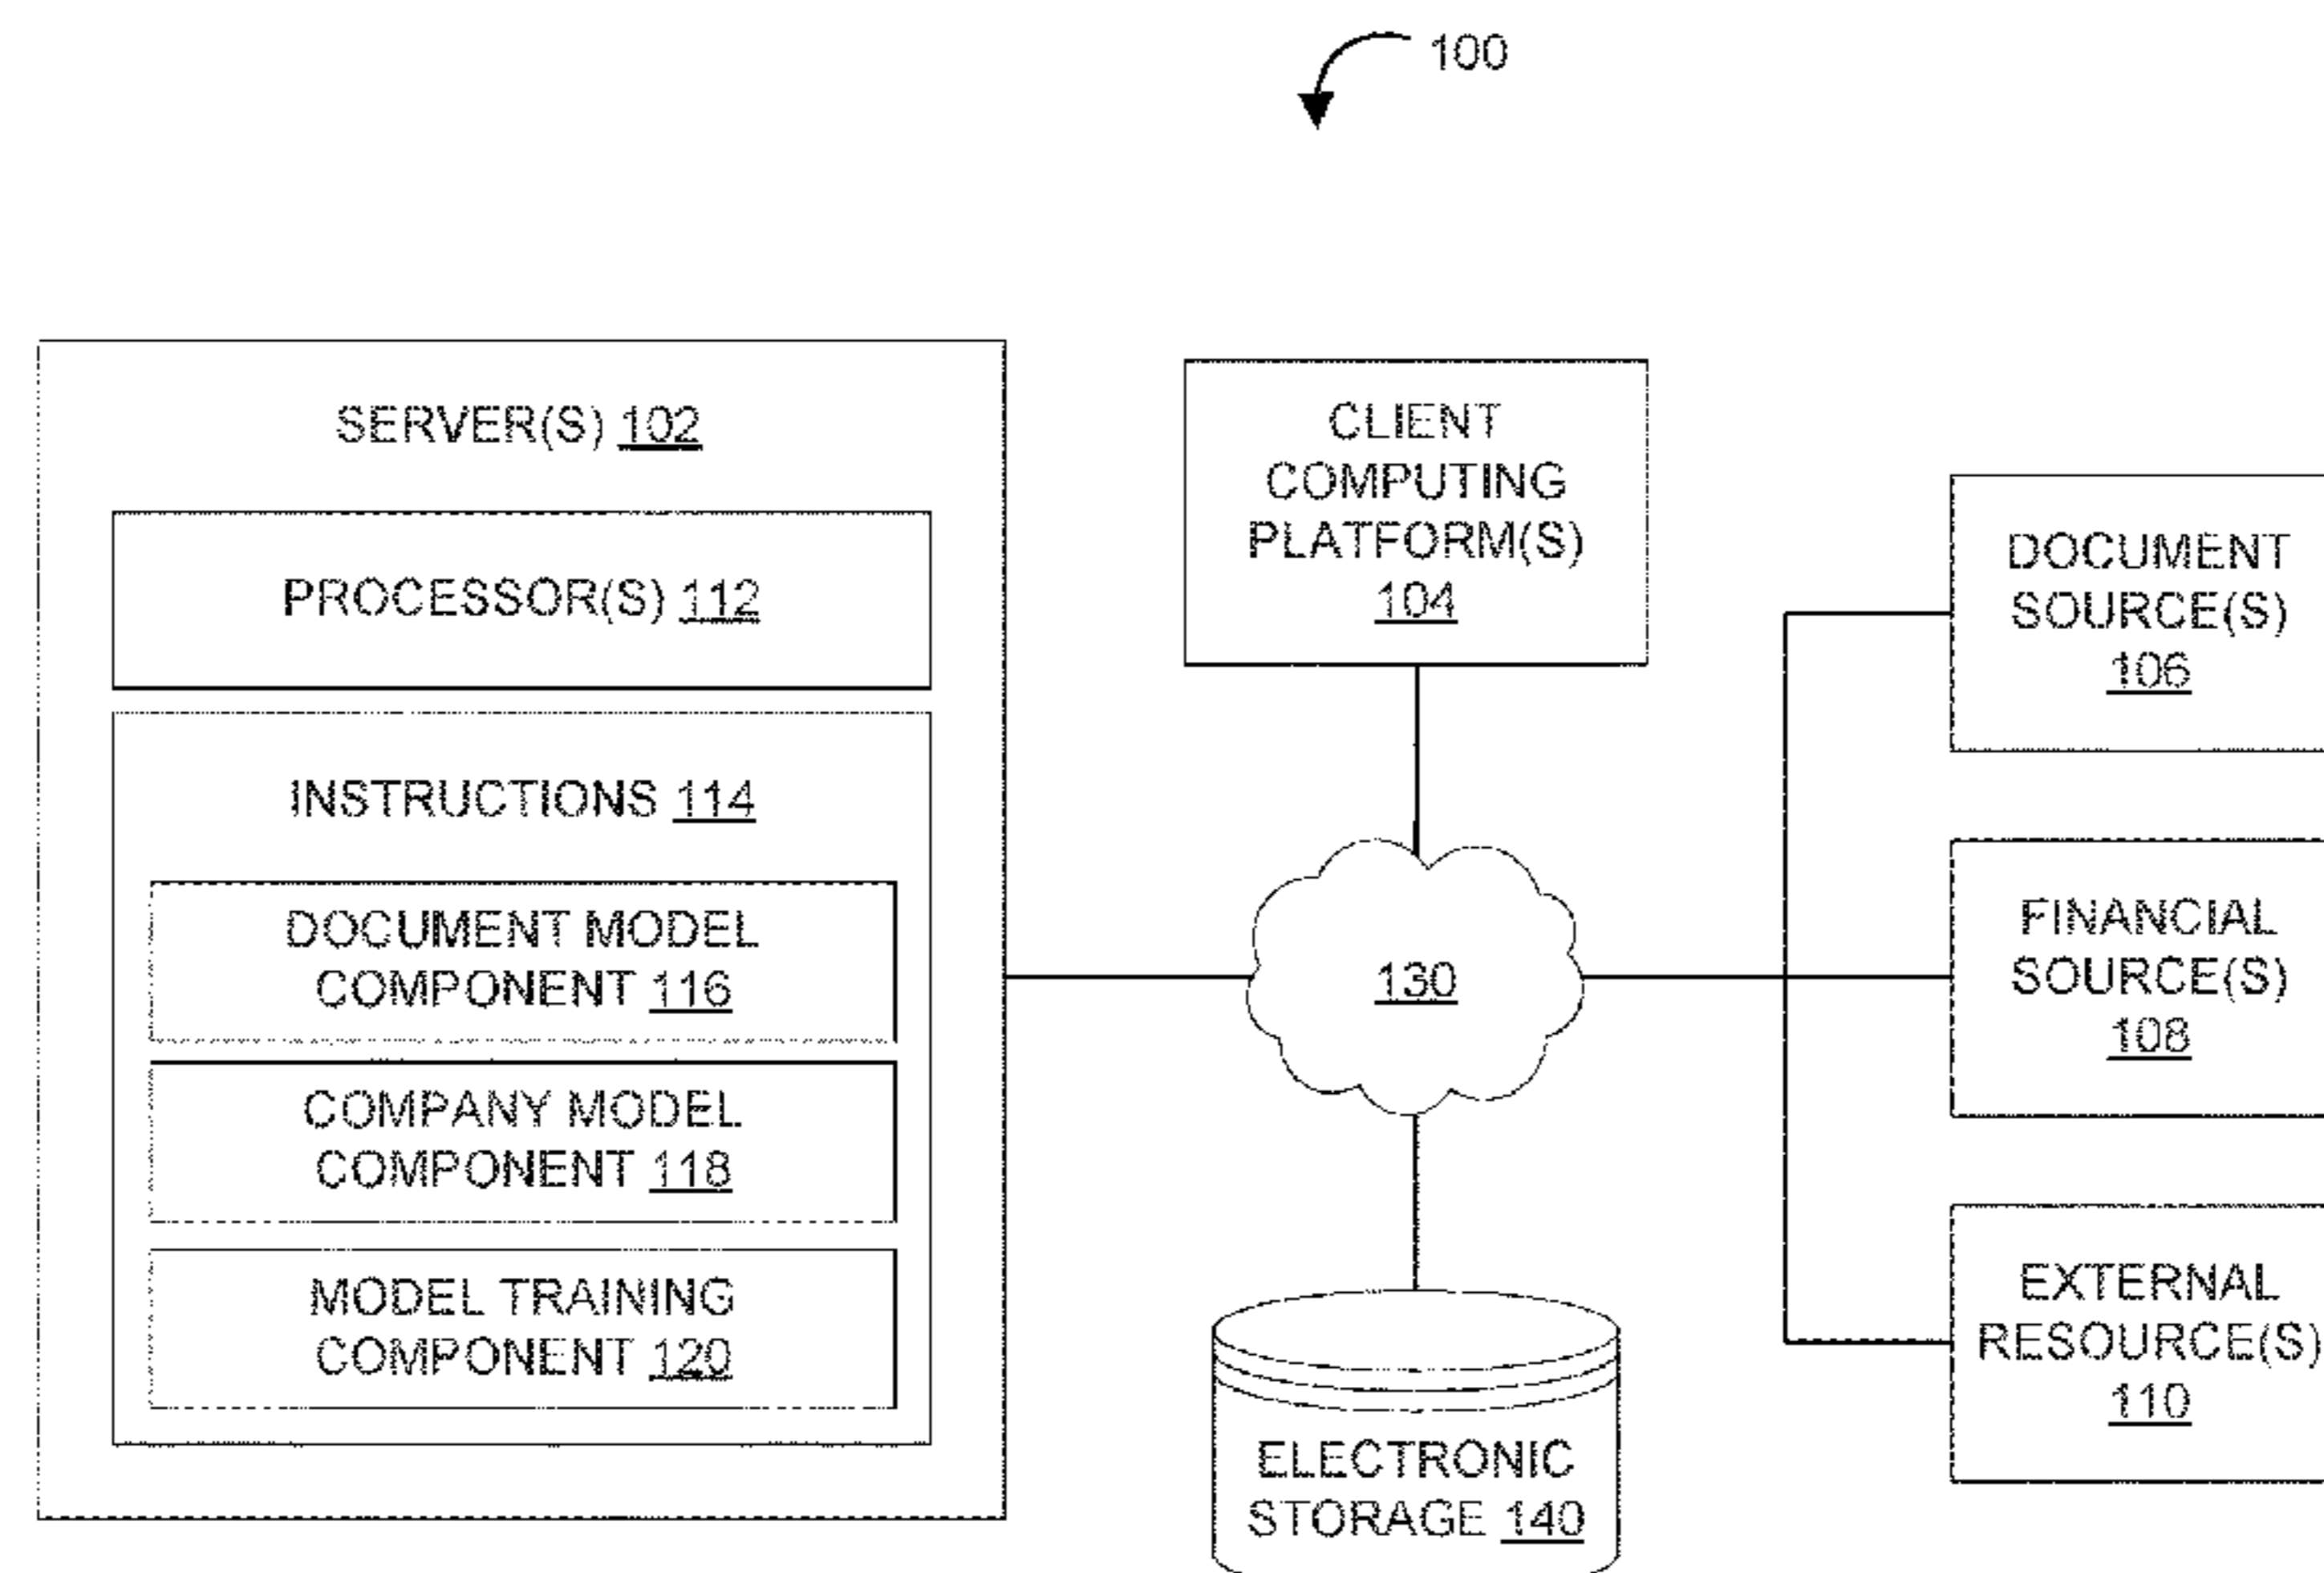 100
SERVER(S) 102
PROCESSOR(S) 112
INSTRUCTIONS 114
DOCUMENT MODEL
COMPONENT 116
COMPANY MODEL
COMPONENT 118
MODEL TRAINING
COMPONENT 120
CLIENT
COMPUTING
PLATFORM(S)
104
130
ELECTRONIC
STORAGE 140
DOCUMENT
SOURCE(S)
106
FINANCIAL
SOURCE(S)
108
EXTERNAL
RESOURCE(S)
110